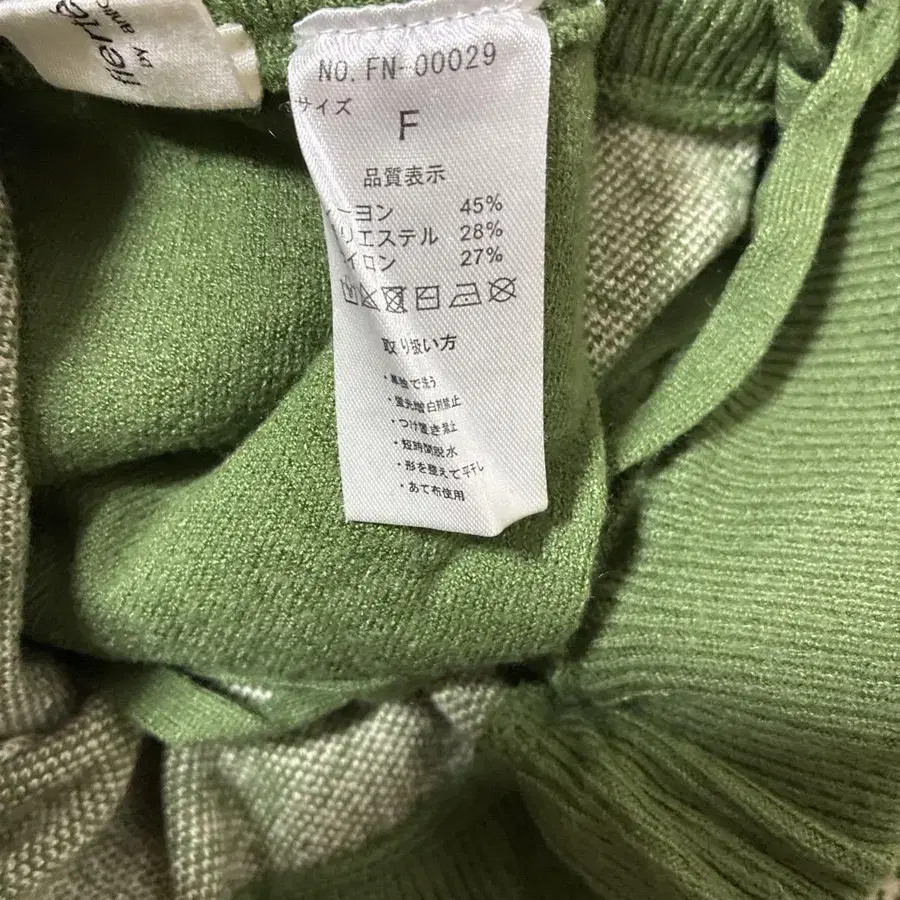 NO. FN-00029
サイズ
F
品質表示
ーヨン 45%
リエステル 28%
イロン 27%
取り扱い方
・単独で洗う
・蛍光増白剤禁止
・つけ置き禁止
・短時間脱水
・形を整えて平干し
・あて布使用